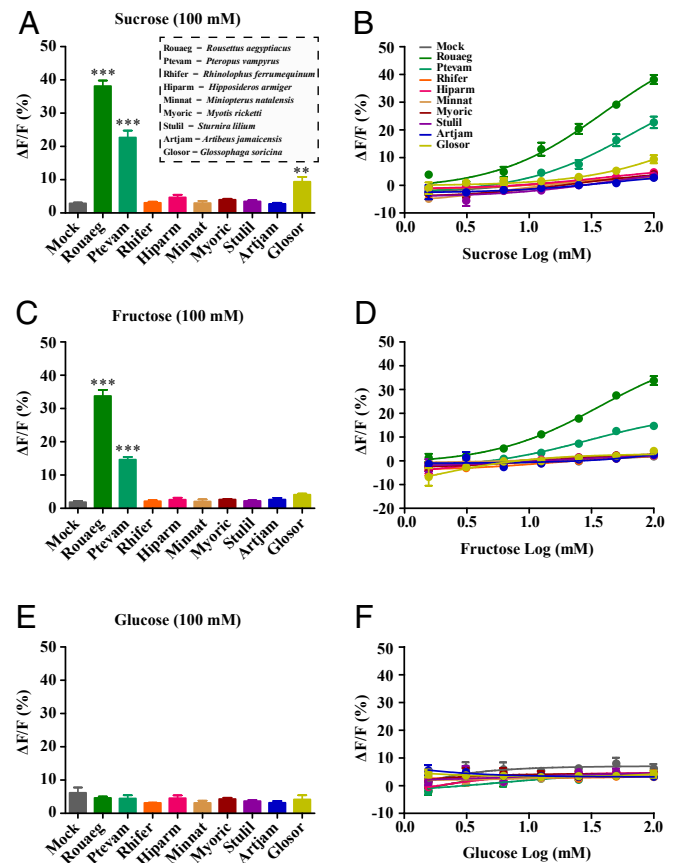 A
Sucrose (100 mM)
ΔF/F (%)
50
40
30
20
10
0
***
***
**
Rouaeg – Rousettus aegyptiacus
Ptevam – Pteropus vampyrus
Rhifer – Rhinolophus ferrumequinum
Hiparm – Hipposideros armiger
Minnat – Miniopterus natalensis
Myoric – Myotis ricketti
Stulil – Sturnira lilium
Artjam – Artibeus jamaicensis
Glosor – Glossophaga soricina
Mock
Rouaeg
Ptevam
Rhifer
Hiparm
Minnat
Myoric
Stulil
Artjam
Glosor
B
ΔF/F (%)
50
40
30
20
10
0
-10
Mock
Rouaeg
Ptevam
Rhifer
Hiparm
Minnat
Myoric
Stulil
Artjam
Glosor
0.0 0.5 1.0 1.5 2.0
Sucrose Log (mM)
C
Fructose (100 mM)
ΔF/F (%)
50
40
30
20
10
0
***
***
Mock
Rouaeg
Ptevam
Rhifer
Hiparm
Minnat
Myoric
Stulil
Artjam
Glosor
D
ΔF/F (%)
50
40
30
20
10
0
-10
-20
0.0 0.5 1.0 1.5 2.0
Fructose Log (mM)
E
Glucose (100 mM)
ΔF/F (%)
50
40
30
20
10
0
Mock
Rouaeg
Ptevam
Rhifer
Hiparm
Minnat
Myoric
Stulil
Artjam
Glosor
F
ΔF/F (%)
50
40
30
20
10
0
-10
0.0 0.5 1.0 1.5 2.0
Glucose Log (mM)